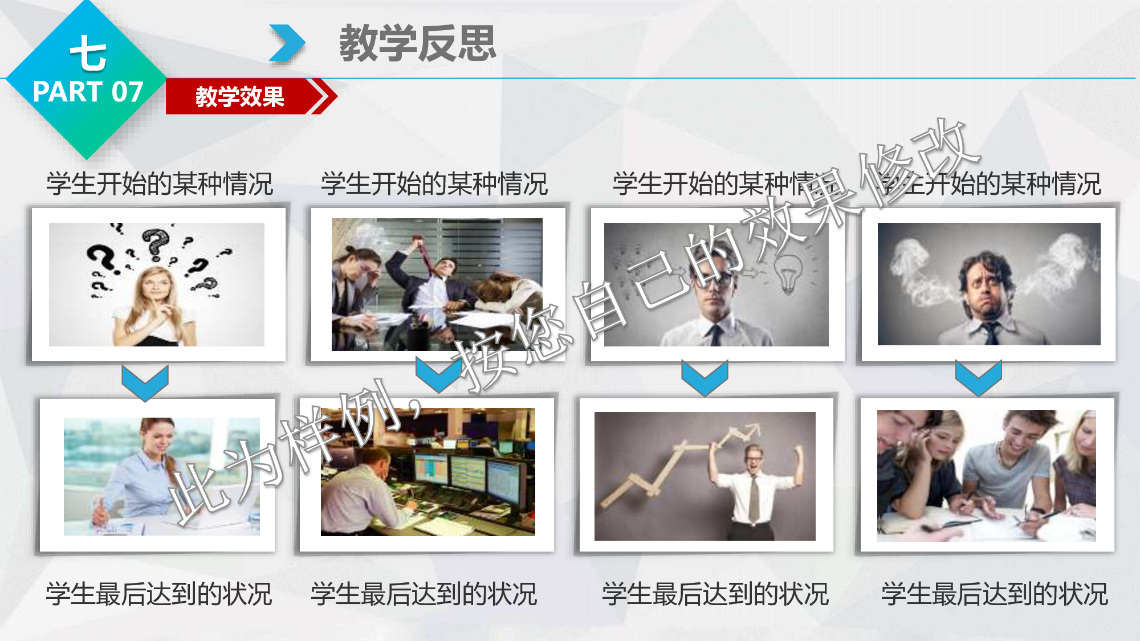 七
PART 07
教学反思
教学效果
学生开始的某种情况
学生开始的某种情况
学生开始的某种情况
学生开始的某种情况
此为样例，按您自己的效果修改
学生最后达到的状况
学生最后达到的状况
学生最后达到的状况
学生最后达到的状况